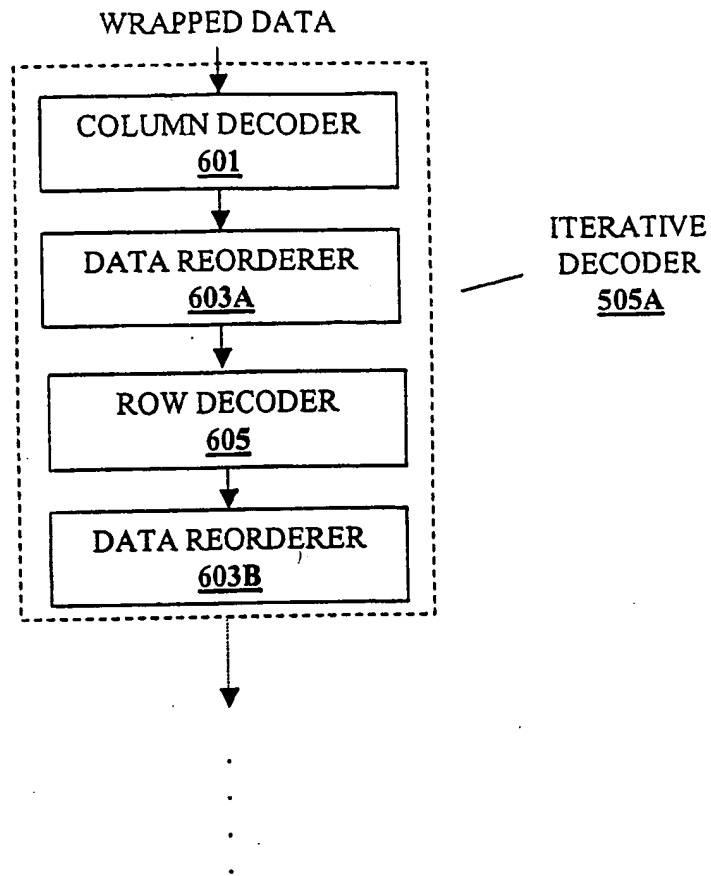 WRAPPED DATA
COLUMN DECODER
601
DATA REORDERER
603A
ROW DECODER
605
DATA REORDERER
603B
ITERATIVE
DECODER
505A